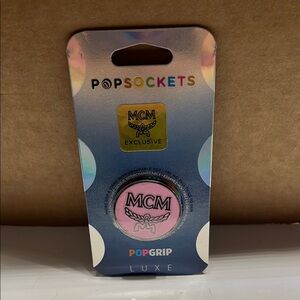 POPSOCKETS
MCM
EXCLUSIVE
MCM
POPGRIP
LUXE